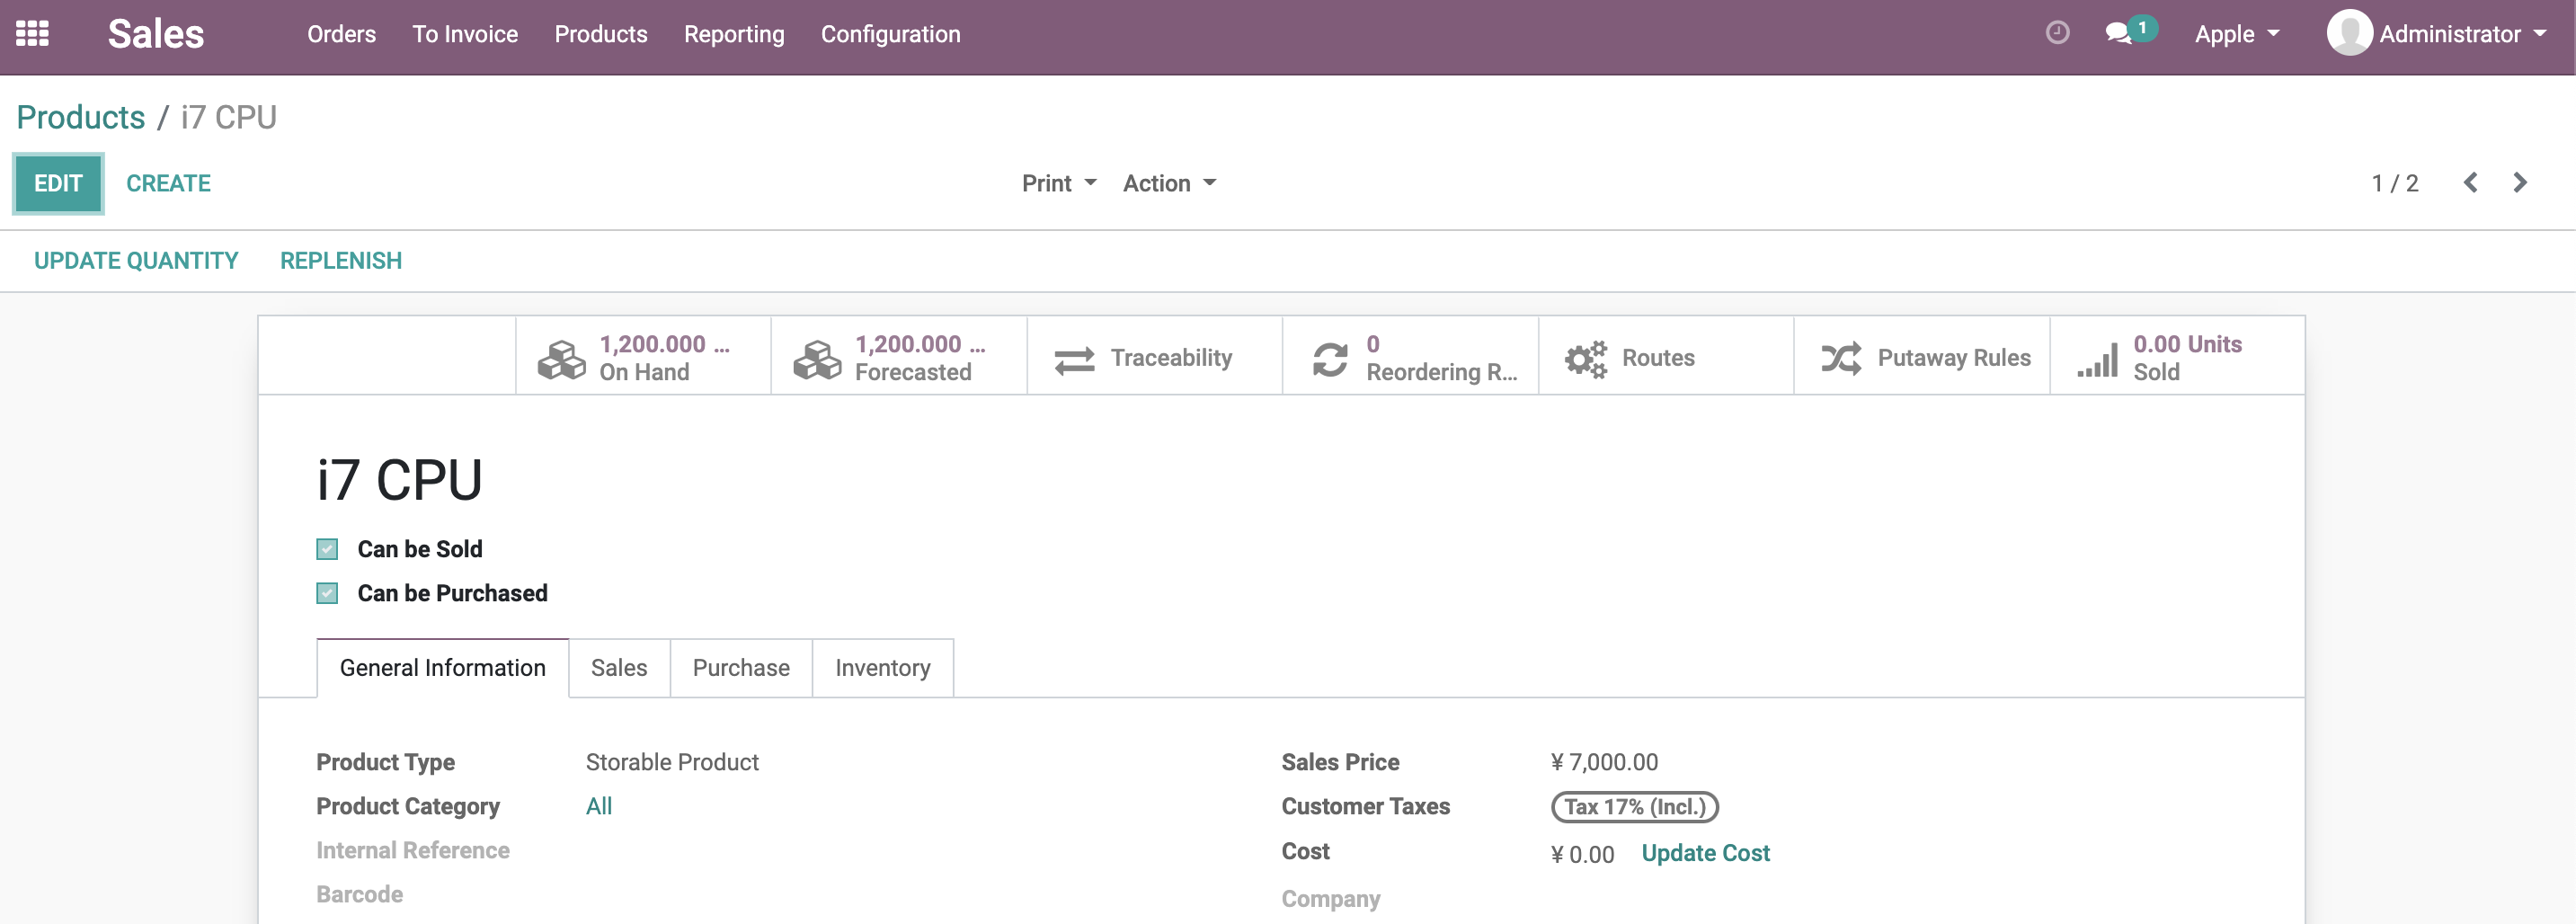 Sales Orders To Invoice Products Reporting Configuration 1 Apple Administrator
Products / i7 CPU
EDIT CREATE Print Action 1 / 2
UPDATE QUANTITY REPLENISH
1,200.000 ... 1,200.000 ... Traceability 0 Routes Putaway Rules 0.00 Units
On Hand Forecasted Reordering R... Sold
i7 CPU
Can be Sold
Can be Purchased
General Information Sales Purchase Inventory
Product Type Storable Product Sales Price ¥ 7,000.00
Product Category All Customer Taxes Tax 17% (Incl.)
Internal Reference Cost ¥ 0.00 Update Cost
Barcode Company